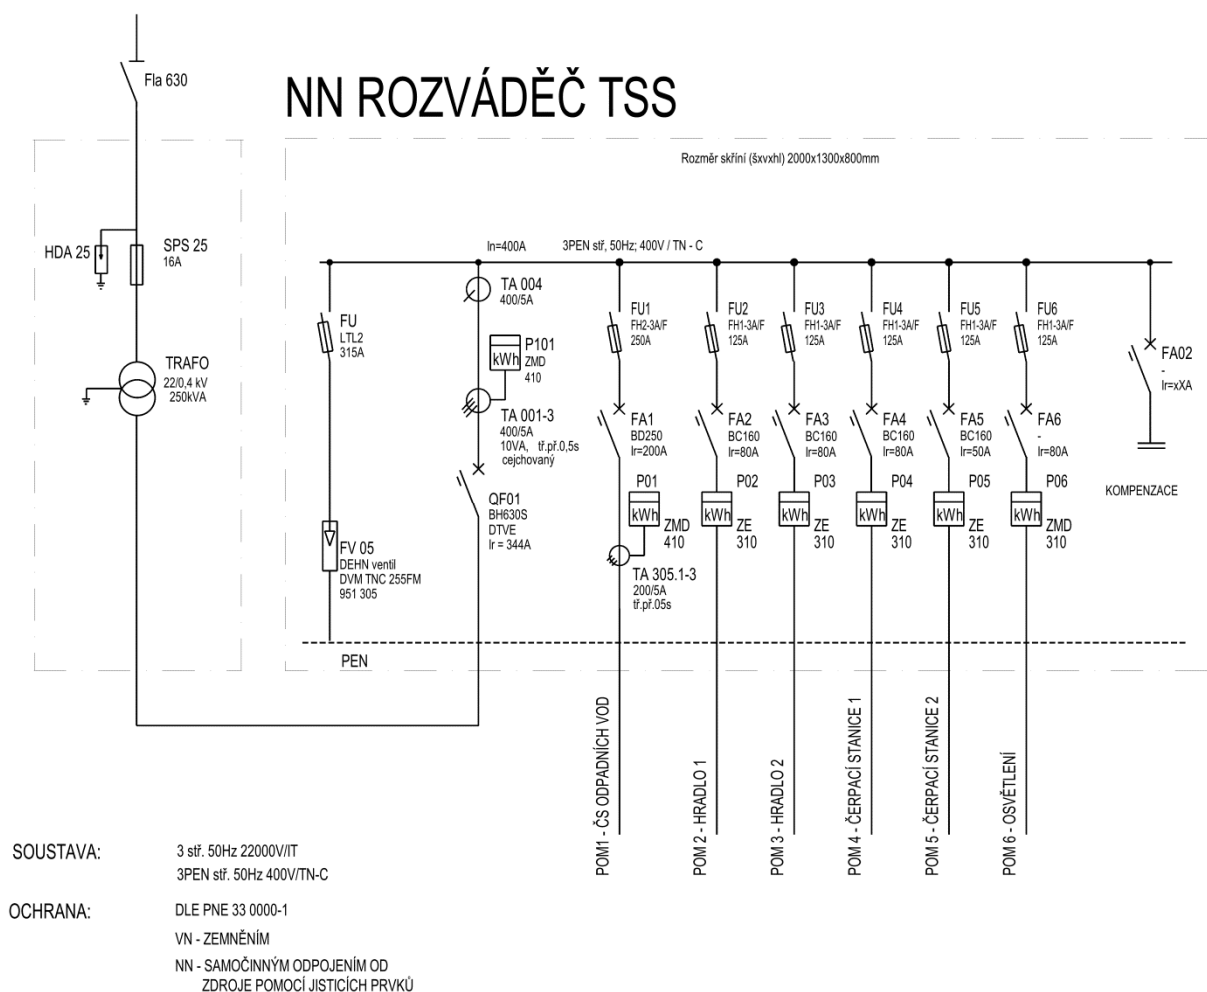 Fla 630
NN ROZVÁDĚČ TSS
Rozměr skříní (šxvxhl) 2000x1300x800mm
HDA 25
SPS 25
16A
TRAFO
22/0,4 kV
250kVA
In=400A
3PEN stř, 50Hz; 400V / TN - C
FU
LTL2
315A
FV 05
DEHN ventil
DVM TNC 255FM
951 305
PEN
TA 004
400/5A
P101
kWh
ZMD
410
TA 001-3
400/5A
10VA, tř.př.0,5s
cejchovaný
QF01
BH630S
DTVE
Ir = 344A
FU1
FH2-3A/F
250A
FA1
BD250
Ir=200A
P01
kWh
ZMD
410
TA 305.1-3
200/5A
tř.př.05s
POM1 - ČS ODPADNÍCH VOD
FU2
FH1-3A/F
125A
FA2
BC160
Ir=80A
P02
kWh
ZE
310
POM 2 - HRADLO 1
FU3
FH1-3A/F
125A
FA3
BC160
Ir=80A
P03
kWh
ZE
310
POM 3 - HRADLO 2
FU4
FH1-3A/F
125A
FA4
BC160
Ir=80A
P04
kWh
ZE
310
POM 4 - ČERPACÍ STANICE 1
FU5
FH1-3A/F
125A
FA5
BC160
Ir=50A
P05
kWh
ZE
310
POM 5 - ČERPACÍ STANICE 2
FU6
FH1-3A/F
125A
FA6
-
Ir=80A
P06
kWh
ZMD
310
POM 6 - OSVĚTLENÍ
FA02
-
Ir=xXA
KOMPENZACE
SOUSTAVA:
3 stř. 50Hz 22000V/IT
3PEN stř. 50Hz 400V/TN-C
OCHRANA:
DLE PNE 33 0000-1
VN - ZEMNĚNÍM
NN - SAMOČINNÝM ODPOJENÍM OD
ZDROJE POMOCÍ JISTICÍCH PRVKŮ